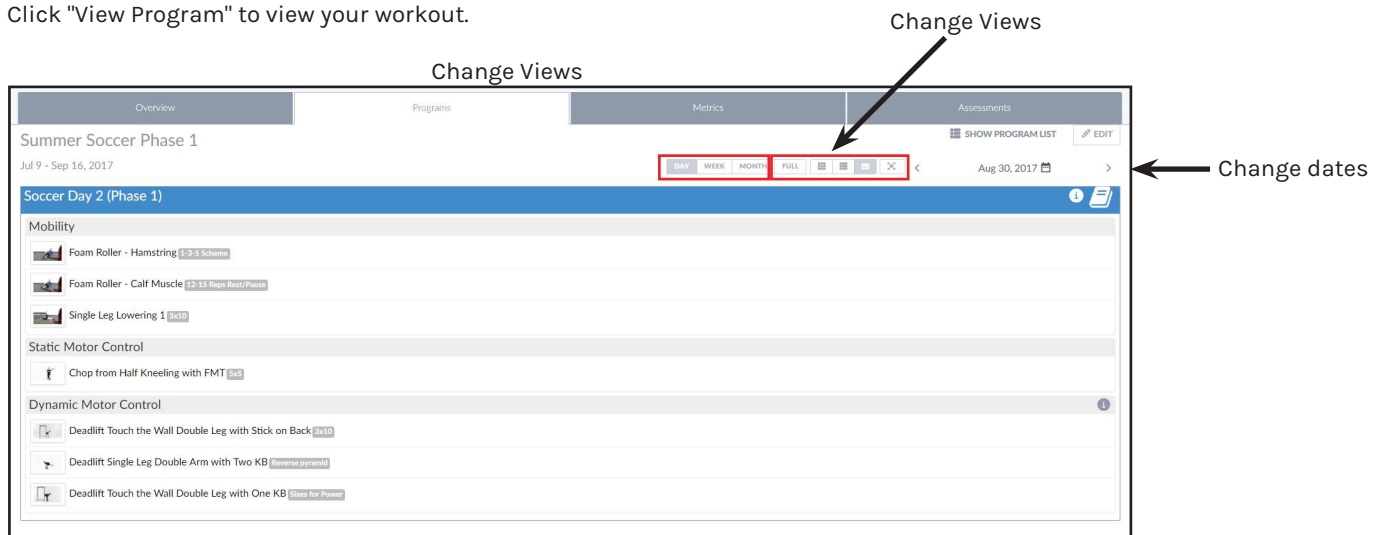 Click "View Program" to view your workout.
Change Views
Change Views
Overview Programs Metrics Assessments
Summer Soccer Phase 1
SHOW PROGRAM LIST EDIT
Jul 9 - Sep 16, 2017
DAY WEEK MONTH FULL Aug 30, 2017
Change dates
Soccer Day 2 (Phase 1)
Mobility
Foam Roller - Hamstring 1-3-5 Scheme
Foam Roller - Calf Muscle 12-15 Reps Rest/Pause
Single Leg Lowering 1 3x10
Static Motor Control
Chop from Half Kneeling with FMT 5x5
Dynamic Motor Control
Deadlift Touch the Wall Double Leg with Stick on Back 3x10
Deadlift Single Leg Double Arm with Two KB Reverse pyramid
Deadlift Touch the Wall Double Leg with One KB Sixes for Power